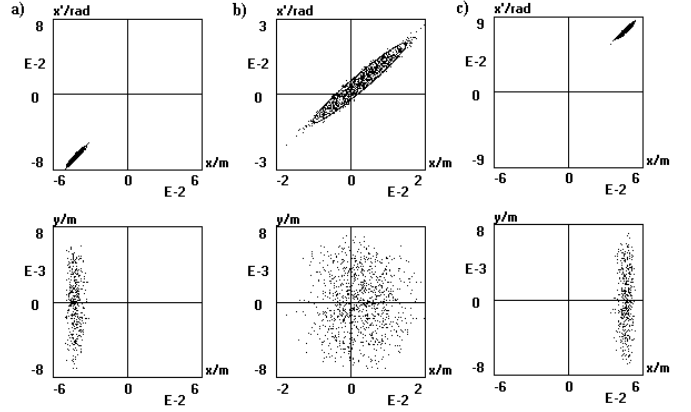 a) x'/rad b) x'/rad c) x'/rad
8 3 9
E-2 E-2 E-2
0 0 0
-8 x/m -3 x/m -9 x/m
-6 0 6 -2 0 2 -6 0 6
E-2 E-2 E-2
y/m y/m y/m
8 8 8
E-3 E-3 E-3
0 0 0
-8 x/m -8 x/m -8 x/m
-6 0 6 -2 0 2 -6 0 6
E-2 E-2 E-2